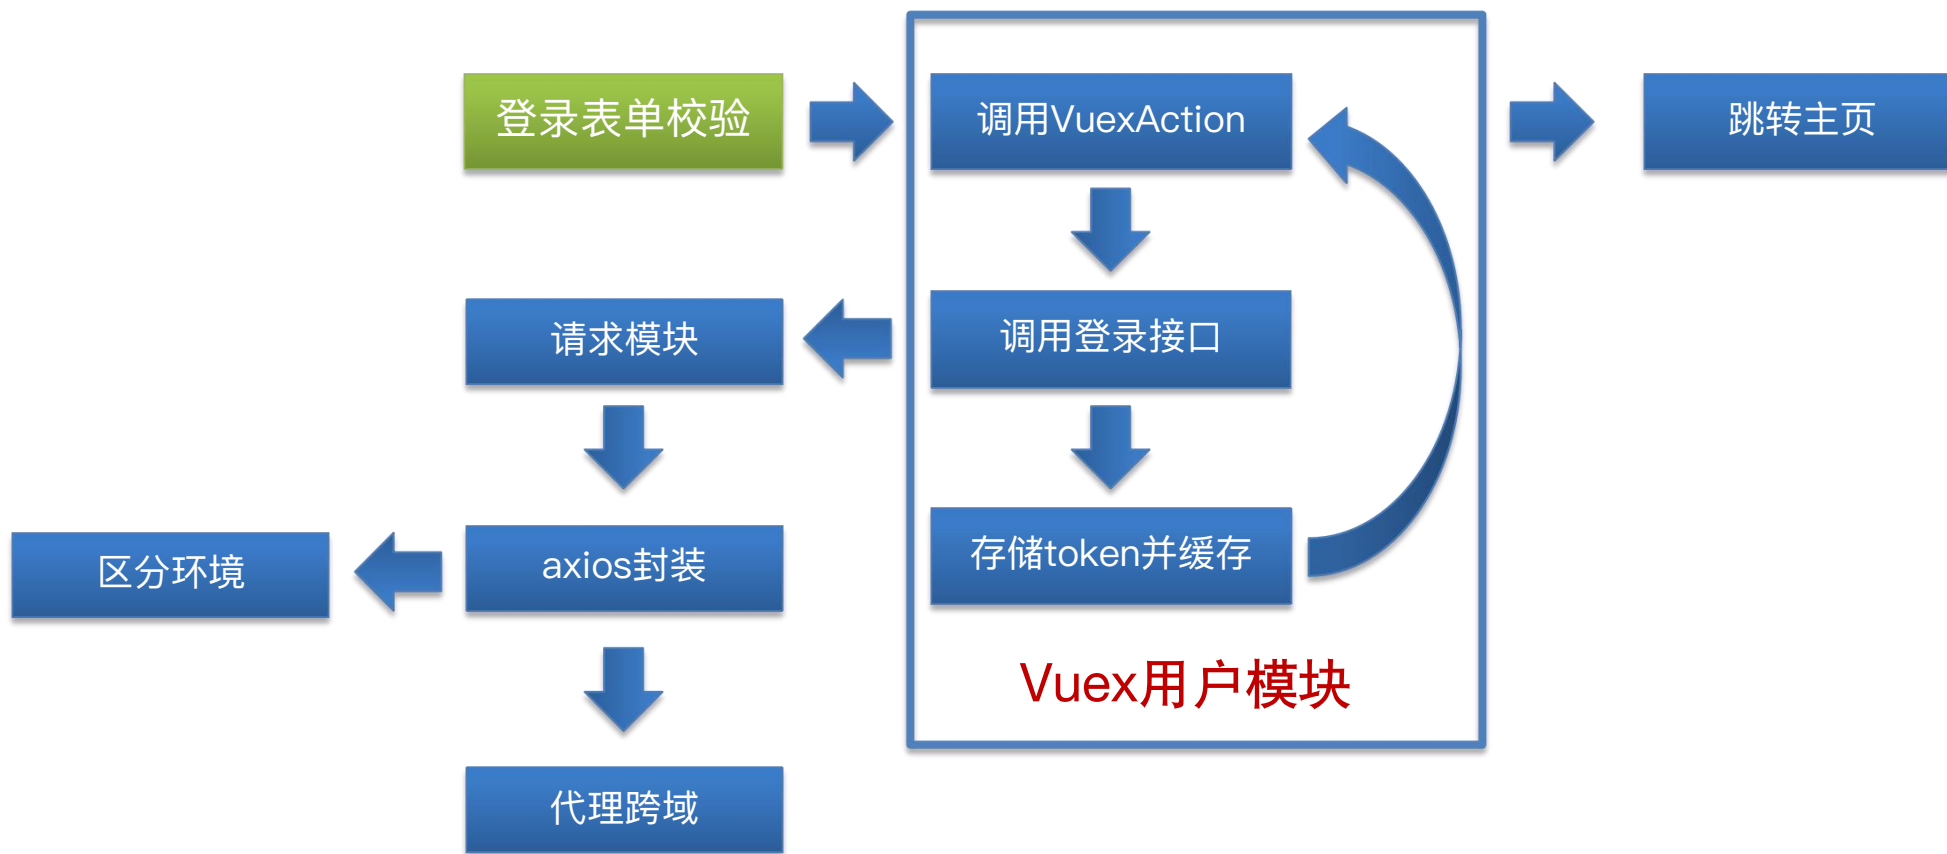 登录表单校验
调用VuexAction
跳转主页
请求模块
调用登录接口
区分环境
axios封装
存储token并缓存
Vuex用户模块
代理跨域